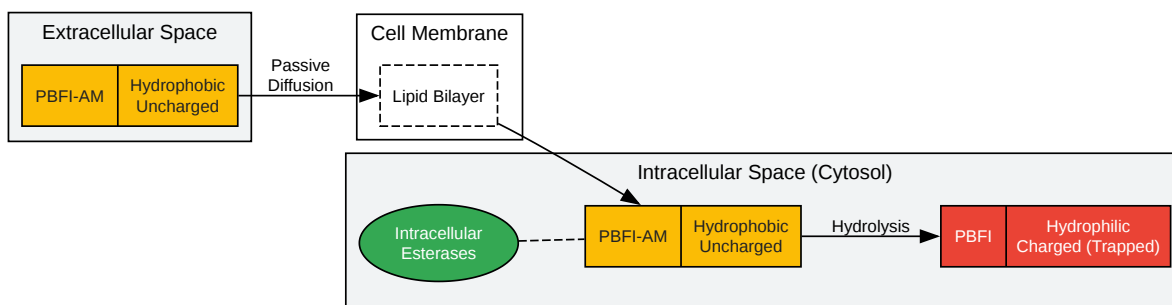 Extracellular Space
PBFI-AM
Hydrophobic
Uncharged
Passive
Diffusion
Cell Membrane
Lipid Bilayer
Intracellular Space (Cytosol)
Intracellular
Esterases
PBFI-AM
Hydrophobic
Uncharged
Hydrolysis
PBFI
Hydrophilic
Charged (Trapped)